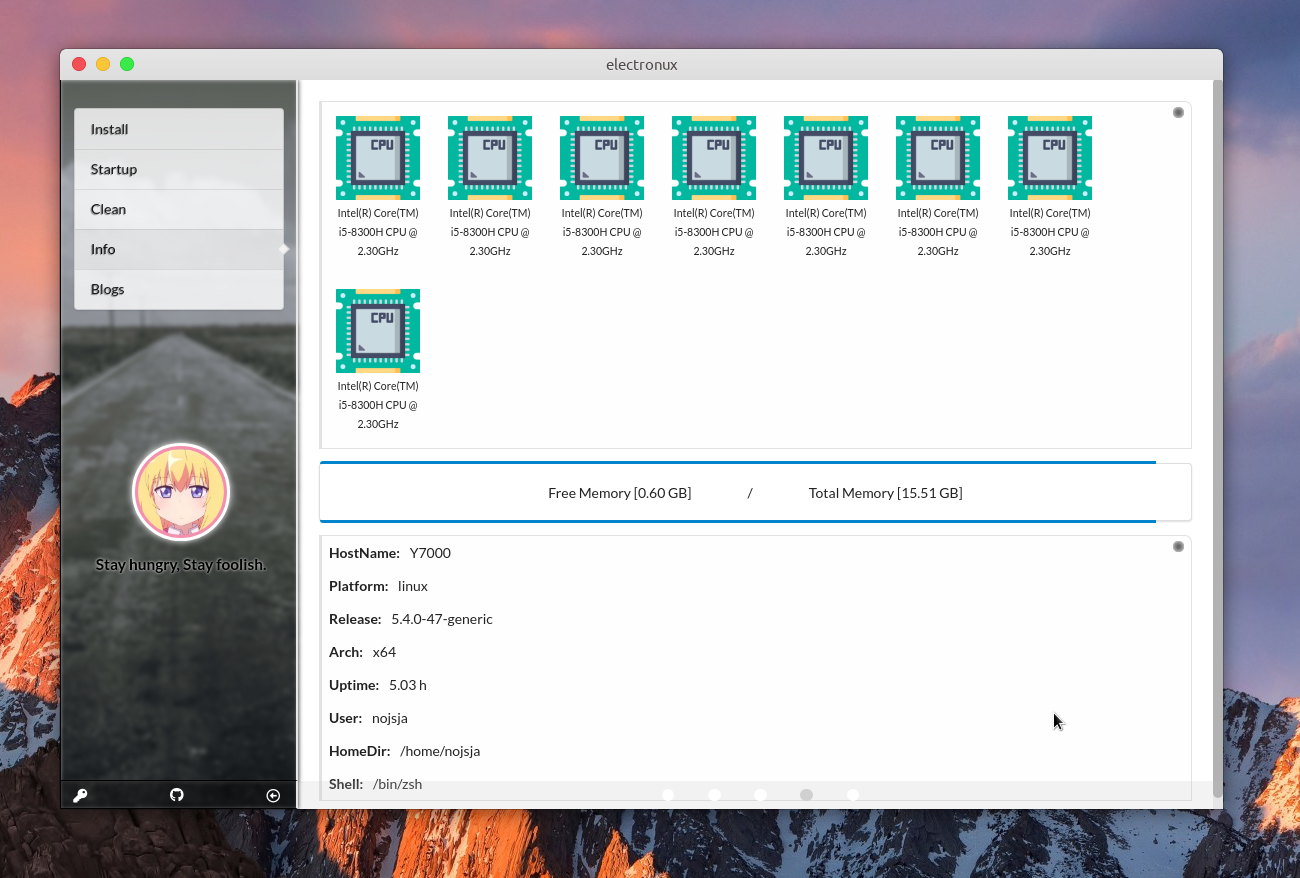 electronux
Install
Startup
Clean
Info
Blogs
Stay hungry, Stay foolish.
CPU CPU CPU CPU CPU CPU CPU
Intel(R) Core(TM) Intel(R) Core(TM) Intel(R) Core(TM) Intel(R) Core(TM) Intel(R) Core(TM) Intel(R) Core(TM) Intel(R) Core(TM)
i5-8300H CPU @ i5-8300H CPU @ i5-8300H CPU @ i5-8300H CPU @ i5-8300H CPU @ i5-8300H CPU @ i5-8300H CPU @
2.30GHz 2.30GHz 2.30GHz 2.30GHz 2.30GHz 2.30GHz 2.30GHz
CPU
Intel(R) Core(TM)
i5-8300H CPU @
2.30GHz
Free Memory [0.60 GB] / Total Memory [15.51 GB]
HostName: Y7000
Platform: linux
Release: 5.4.0-47-generic
Arch: x64
Uptime: 5.03 h
User: nojsja
HomeDir: /home/nojsja
Shell: /bin/zsh